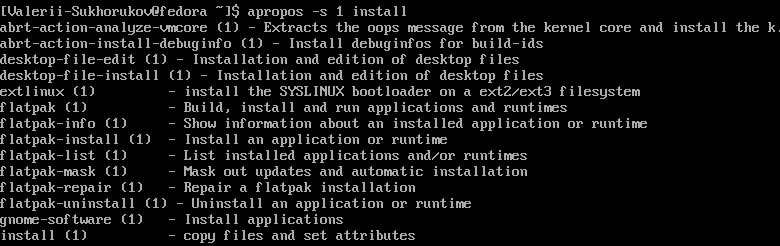 [Valerii-Sukhorukov@fedora ~]$ apropos -s 1 install
abrt-action-analyze-vmcore (1) - Extracts the oops message from the kernel core and install the k.
abrt-action-install-debuginfo (1) - Install debuginfos for build-ids
desktop-file-edit (1) - Installation and edition of desktop files
desktop-file-install (1) - Installation and edition of desktop files
extlinux (1)         - install the SYSLINUX bootloader on a ext2/ext3 filesystem
flatpak (1)          - Build, install and run applications and runtimes
flatpak-info (1)     - Show information about an installed application or runtime
flatpak-install (1)  - Install an application or runtime
flatpak-list (1)     - List installed applications and/or runtimes
flatpak-mask (1)     - Mask out updates and automatic installation
flatpak-repair (1)   - Repair a flatpak installation
flatpak-uninstall (1) - Uninstall an application or runtime
gnome-software (1)   - Install applications
install (1)          - copy files and set attributes